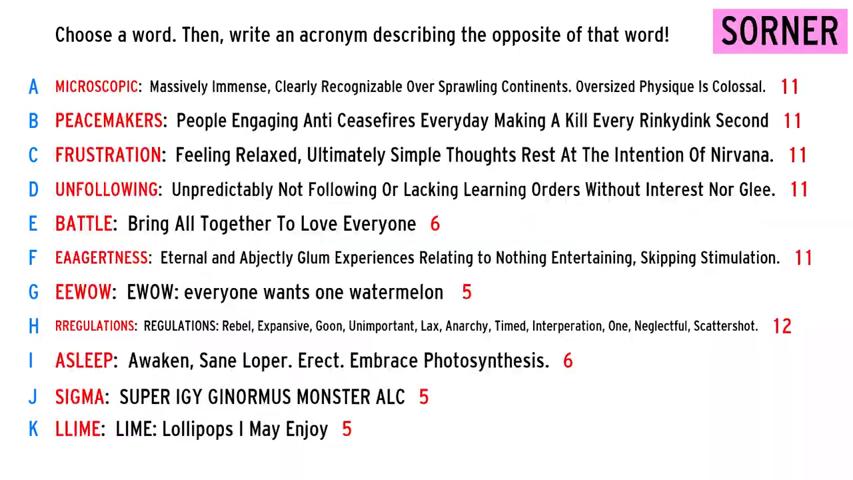 Choose a word. Then, write an acronym describing the opposite of that word!
SORNER
A MICROSCOPIC: Massively Immense, Clearly Recognizable Over Sprawling Continents. Oversized Physique Is Colossal. 11
B PEACEMAKERS: People Engaging Anti Ceasefires Everyday Making A Kill Every Rinkydink Second 11
C FRUSTRATION: Feeling Relaxed, Ultimately Simple Thoughts Rest At The Intention Of Nirvana. 11
D UNFOLLOWING: Unpredictably Not Following Or Lacking Learning Orders Without Interest Nor Glee. 11
E BATTLE: Bring All Together To Love Everyone 6
F EAAGERTNESS: Eternal and Abjectly Glum Experiences Relating to Nothing Entertaining, Skipping Stimulation. 11
G EEWOW: EWOW: everyone wants one watermelon 5
H RREGULATIONS: REGULATIONS: Rebel, Expansive, Goon, Unimportant, Lax, Anarchy, Timed, Interperation, One, Neglectful, Scattershot. 12
I ASLEEP: Awaken, Sane Loper. Erect. Embrace Photosynthesis. 6
J SIGMA: SUPER IGY GINORMUS MONSTER ALC 5
K LLIME: LIME: Lollipops I May Enjoy 5